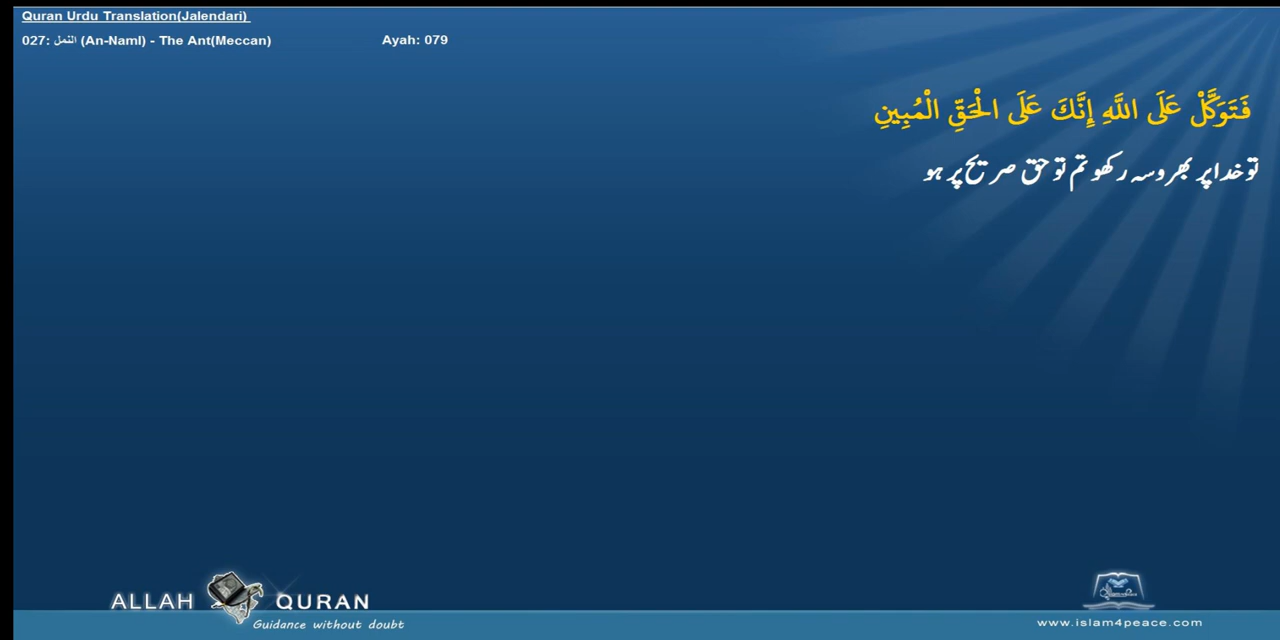 Quran Urdu Translation(Jalendari)
027: النمل (An-Naml) - The Ant(Meccan) Ayah: 079
فَتَوَكَّلْ عَلَى اللَّهِ إِنَّكَ عَلَى الْحَقِّ الْمُبِينِ
تو خدا پر بھروسہ رکھو تم تو حق صریح پر ہو
ALLAH QURAN
Guidance without doubt
www.islam4peace.com